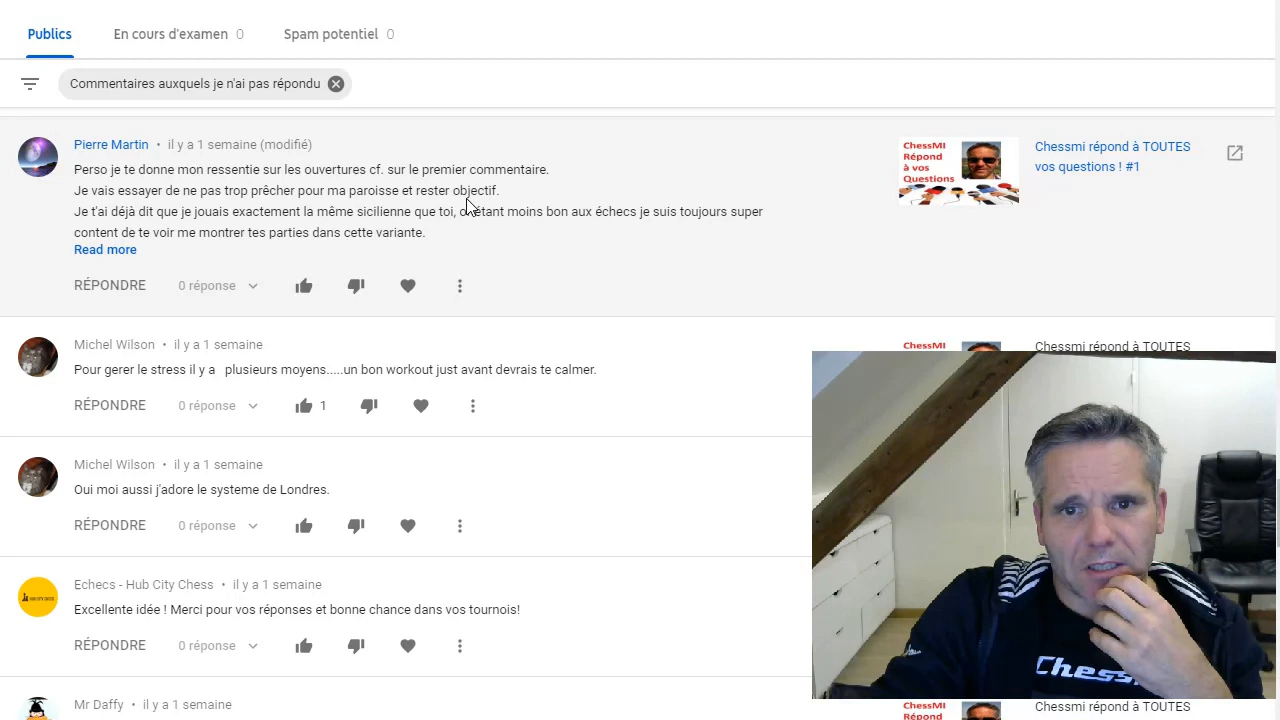 Publics
En cours d'examen 0
Spam potentiel 0
Commentaires auxquels je n'ai pas répondu
Pierre Martin • il y a 1 semaine (modifié)
Perso je te donne mon ressentie sur les ouvertures cf. sur le premier commentaire.
Je vais essayer de ne pas trop prêcher pour ma paroisse et rester objectif.
Je t'ai déjà dit que je jouais exactement la même sicilienne que toi, étant moins bon aux échecs je suis toujours super
content de te voir me montrer tes parties dans cette variante.
Read more
RÉPONDRE 0 réponse
ChessMI
Répond
à vos
Questions
Chessmi répond à TOUTES
vos questions ! #1
Michel Wilson • il y a 1 semaine
Pour gerer le stress il y a plusieurs moyens.....un bon workout just avant devrais te calmer.
RÉPONDRE 0 réponse 1
ChessMI
Chessmi répond à TOUTES
Michel Wilson • il y a 1 semaine
Oui moi aussi j'adore le systeme de Londres.
RÉPONDRE 0 réponse
Echecs - Hub City Chess • il y a 1 semaine
Excellente idée ! Merci pour vos réponses et bonne chance dans vos tournois!
RÉPONDRE 0 réponse
Mr Daffy • il y a 1 semaine
ChessMI
Répond
Chessmi répond à TOUTES
Chess